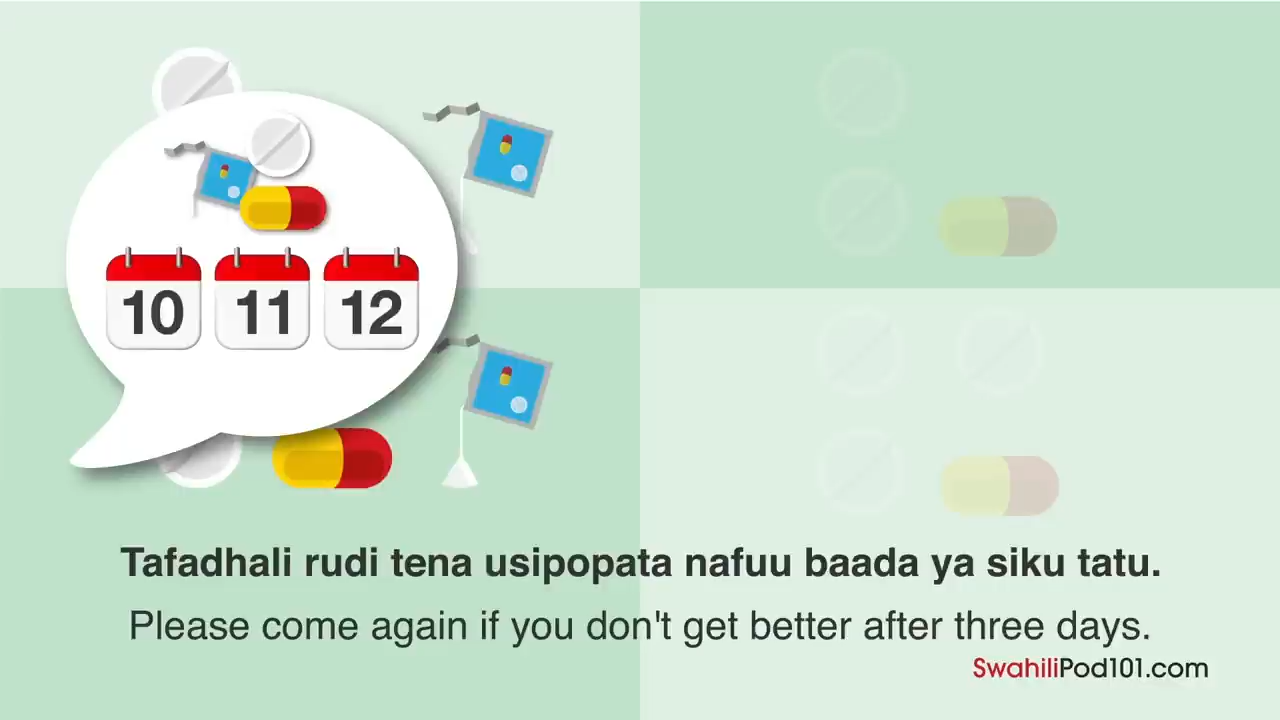 10 11 12
Tafadhali rudi tena usipopata nafuu baada ya siku tatu.
Please come again if you don't get better after three days.
SwahiliPod101.com